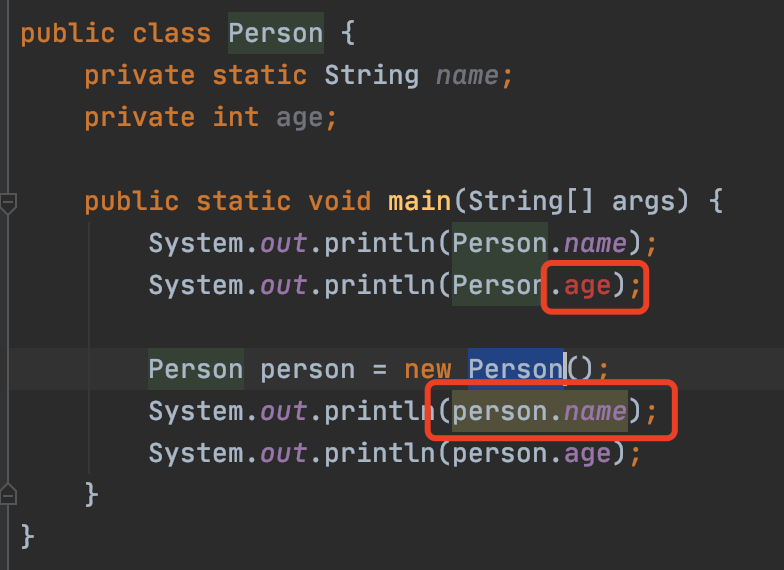 public class Person {
    private static String name;
    private int age;

    public static void main(String[] args) {
        System.out.println(Person.name);
        System.out.println(Person.age);

        Person person = new Person();
        System.out.println(person.name);
        System.out.println(person.age);
    }
}